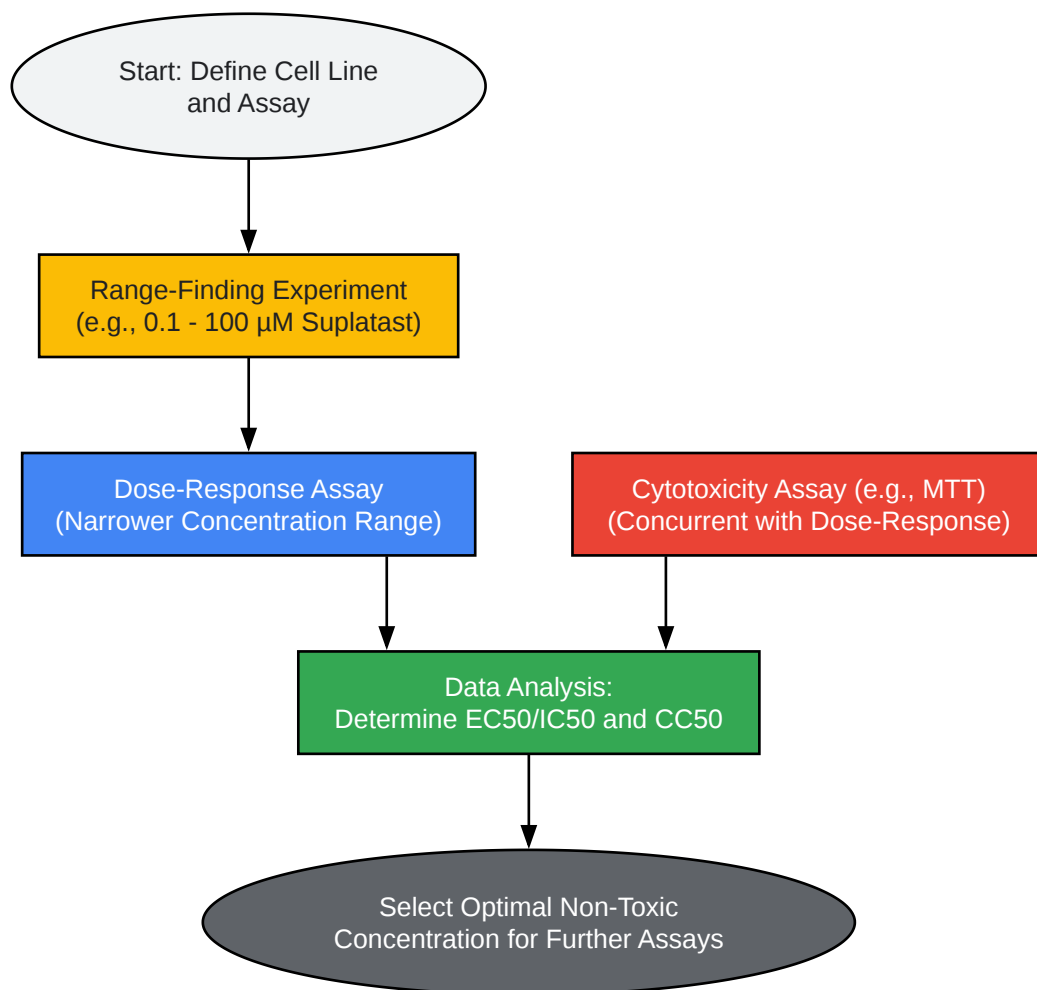 Start: Define Cell Line
and Assay
Range-Finding Experiment
(e.g., 0.1 - 100 µM Suplatast)
Dose-Response Assay
(Narrower Concentration Range)
Cytotoxicity Assay (e.g., MTT)
(Concurrent with Dose-Response)
Data Analysis:
Determine EC50/IC50 and CC50
Select Optimal Non-Toxic
Concentration for Further Assays